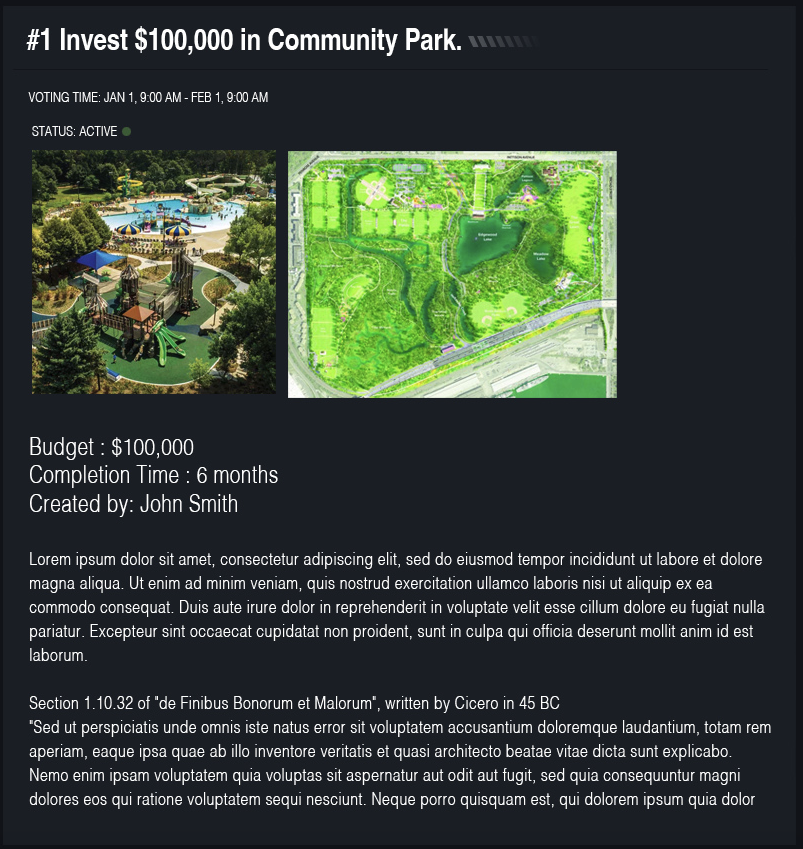 #1 Invest $100,000 in Community Park.
VOTING TIME: JAN 1, 9:00 AM - FEB 1, 9:00 AM
STATUS: ACTIVE
Edgewood
Lake
Meadow
Lake
Budget : $100,000
Completion Time : 6 months
Created by: John Smith
Lorem ipsum dolor sit amet, consectetur adipiscing elit, sed do eiusmod tempor incididunt ut labore et dolore
magna aliqua. Ut enim ad minim veniam, quis nostrud exercitation ullamco laboris nisi ut aliquip ex ea
commodo consequat. Duis aute irure dolor in reprehenderit in voluptate velit esse cillum dolore eu fugiat nulla
pariatur. Excepteur sint occaecat cupidatat non proident, sunt in culpa qui officia deserunt mollit anim id est
laborum.
Section 1.10.32 of "de Finibus Bonorum et Malorum", written by Cicero in 45 BC
"Sed ut perspiciatis unde omnis iste natus error sit voluptatem accusantium doloremque laudantium, totam rem
aperiam, eaque ipsa quae ab illo inventore veritatis et quasi architecto beatae vitae dicta sunt explicabo.
Nemo enim ipsam voluptatem quia voluptas sit aspernatur aut odit aut fugit, sed quia consequuntur magni
dolores eos qui ratione voluptatem sequi nesciunt. Neque porro quisquam est, qui dolorem ipsum quia dolor